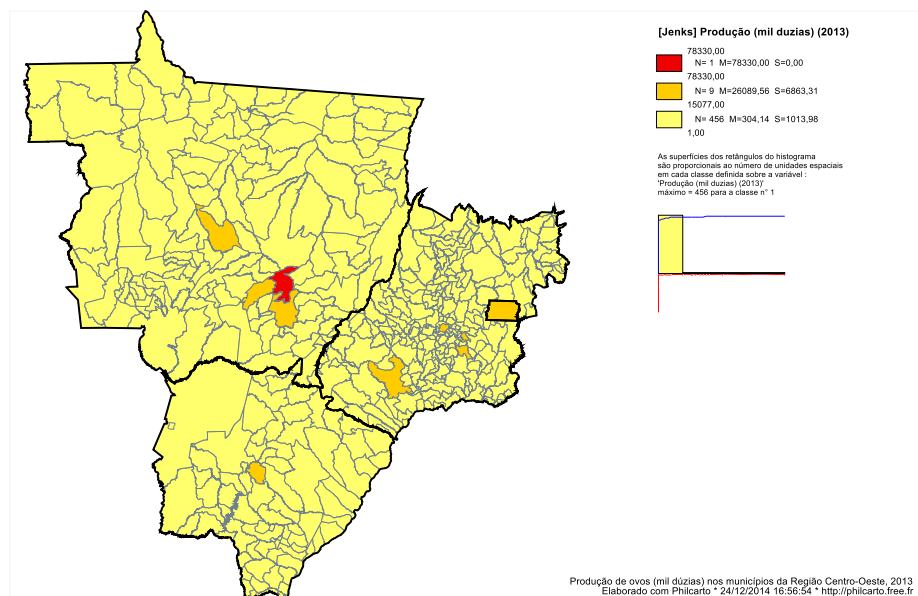 [Jenks] Produção (mil duzias) (2013)
78330,00
N= 1 M=78330,00 S=0,00
78330,00
N= 9 M=26089,56 S=6863,31
15077,00
N= 456 M=304,14 S=1013,98
1,00
As superfícies dos retângulos do histograma
são proporcionais ao número de unidades espaciais
em cada classe definida sobre a variável :
'Produção (mil duzias) (2013)'
máximo = 456 para a classe n° 1
Produção de ovos (mil dúzias) nos municípios da Região Centro-Oeste, 2013
Elaborado com Philcarto * 24/12/2014 16:56:54 * http://philcarto.free.fr